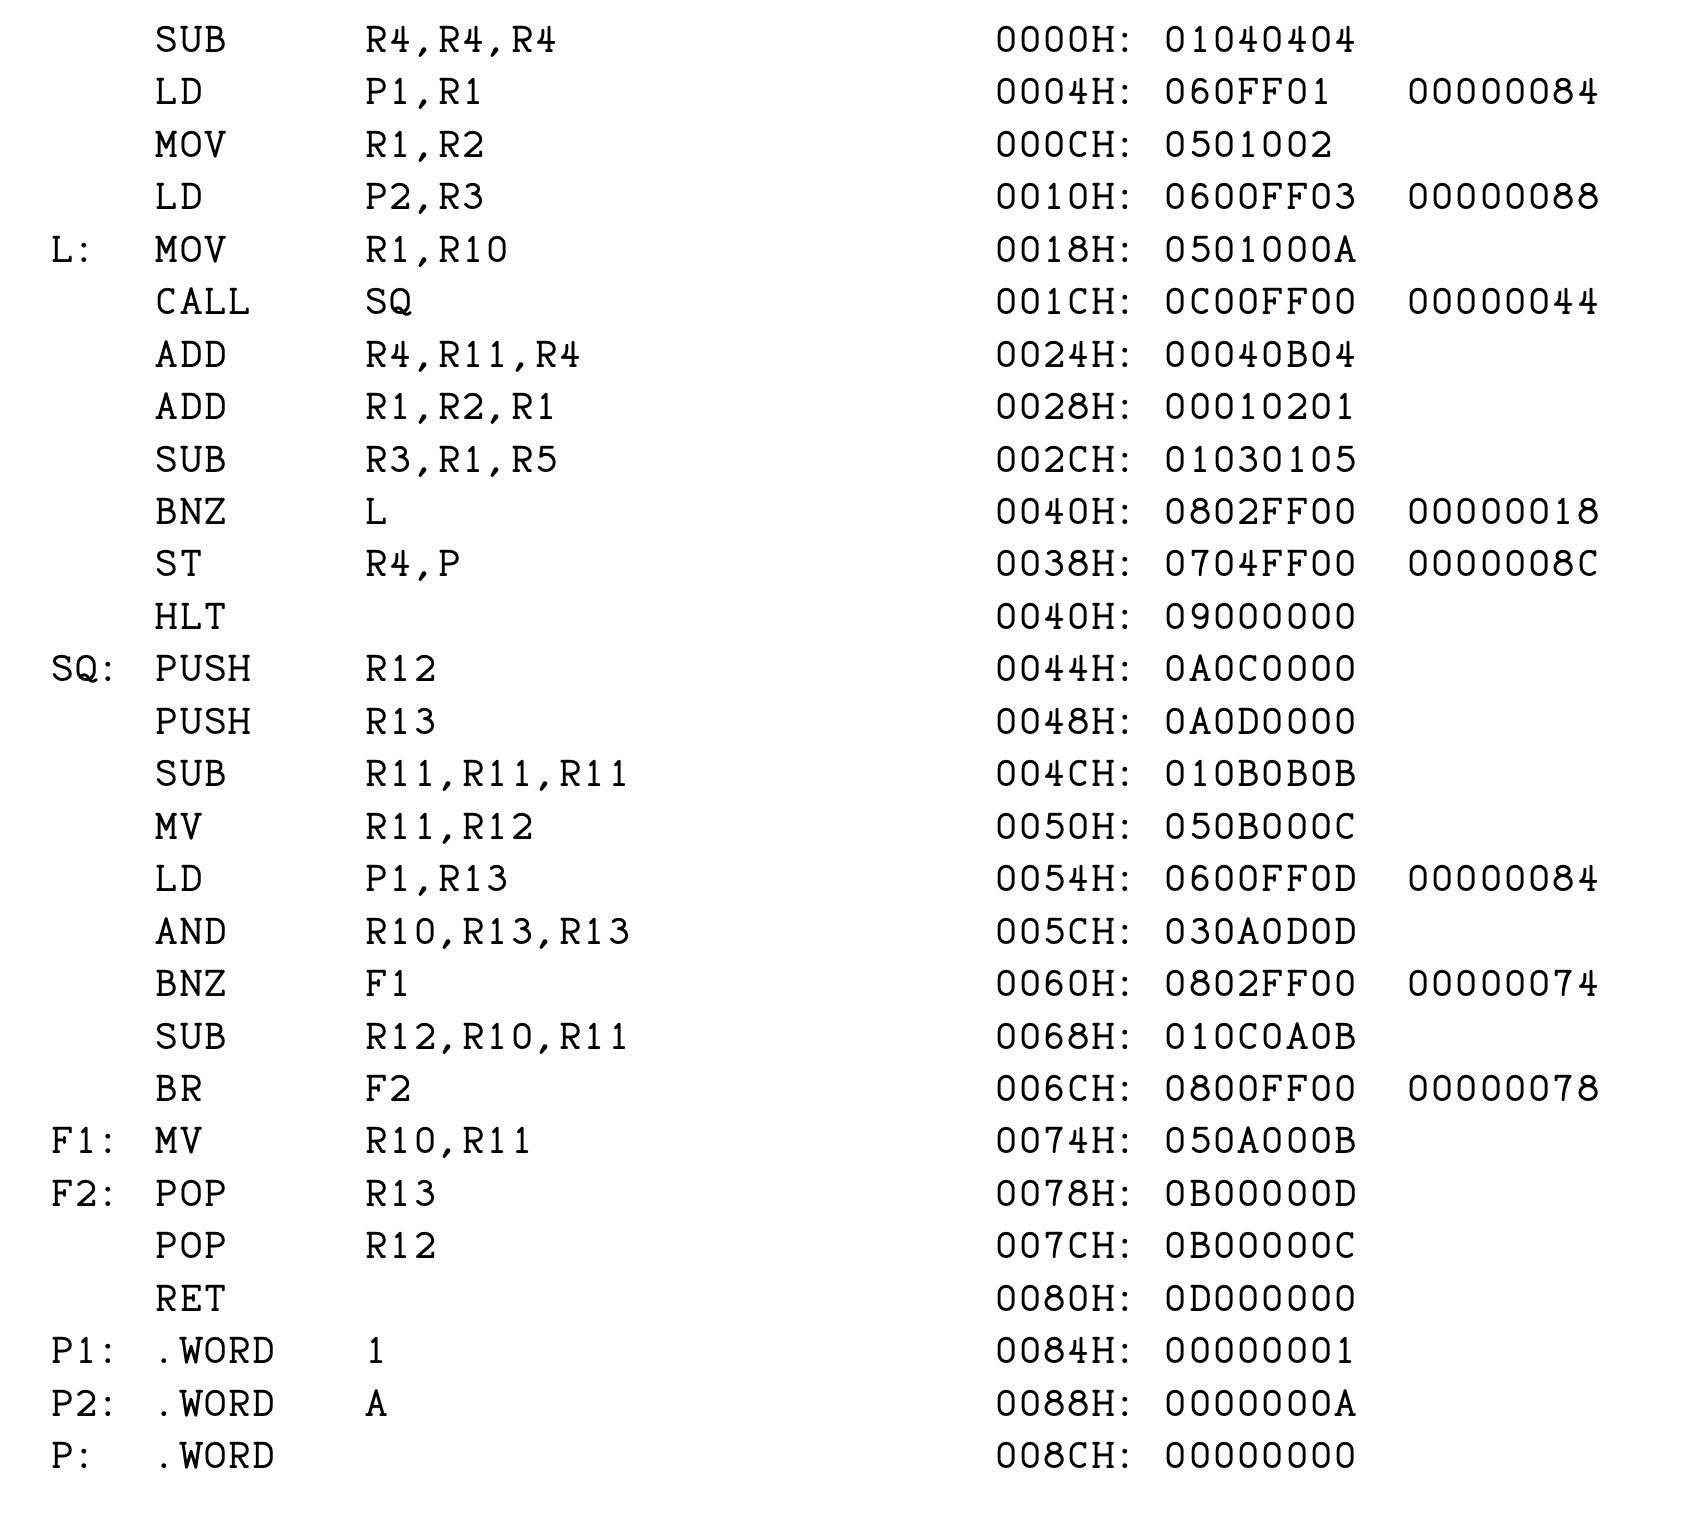 SUB R4,R4,R4 0000H: 01040404
LD P1,R1 0004H: 060FF01 00000084
MOV R1,R2 000CH: 0501002
LD P2,R3 0010H: 0600FF03 00000088
L: MOV R1,R10 0018H: 0501000A
CALL SQ 001CH: 0C00FF00 00000044
ADD R4,R11,R4 0024H: 00040B04
ADD R1,R2,R1 0028H: 00010201
SUB R3,R1,R5 002CH: 01030105
BNZ L 0040H: 0802FF00 00000018
ST R4,P 0038H: 0704FF00 0000008C
HLT 0040H: 09000000
SQ: PUSH R12 0044H: 0A0C0000
PUSH R13 0048H: 0A0D0000
SUB R11,R11,R11 004CH: 010B0B0B
MV R11,R12 0050H: 050B000C
LD P1,R13 0054H: 0600FF0D 00000084
AND R10,R13,R13 005CH: 030A0D0D
BNZ F1 0060H: 0802FF00 00000074
SUB R12,R10,R11 0068H: 010C0A0B
BR F2 006CH: 0800FF00 00000078
F1: MV R10,R11 0074H: 050A000B
F2: POP R13 0078H: 0B00000D
POP R12 007CH: 0B00000C
RET 0080H: 0D000000
P1: .WORD 1 0084H: 00000001
P2: .WORD A 0088H: 0000000A
P: .WORD 008CH: 00000000